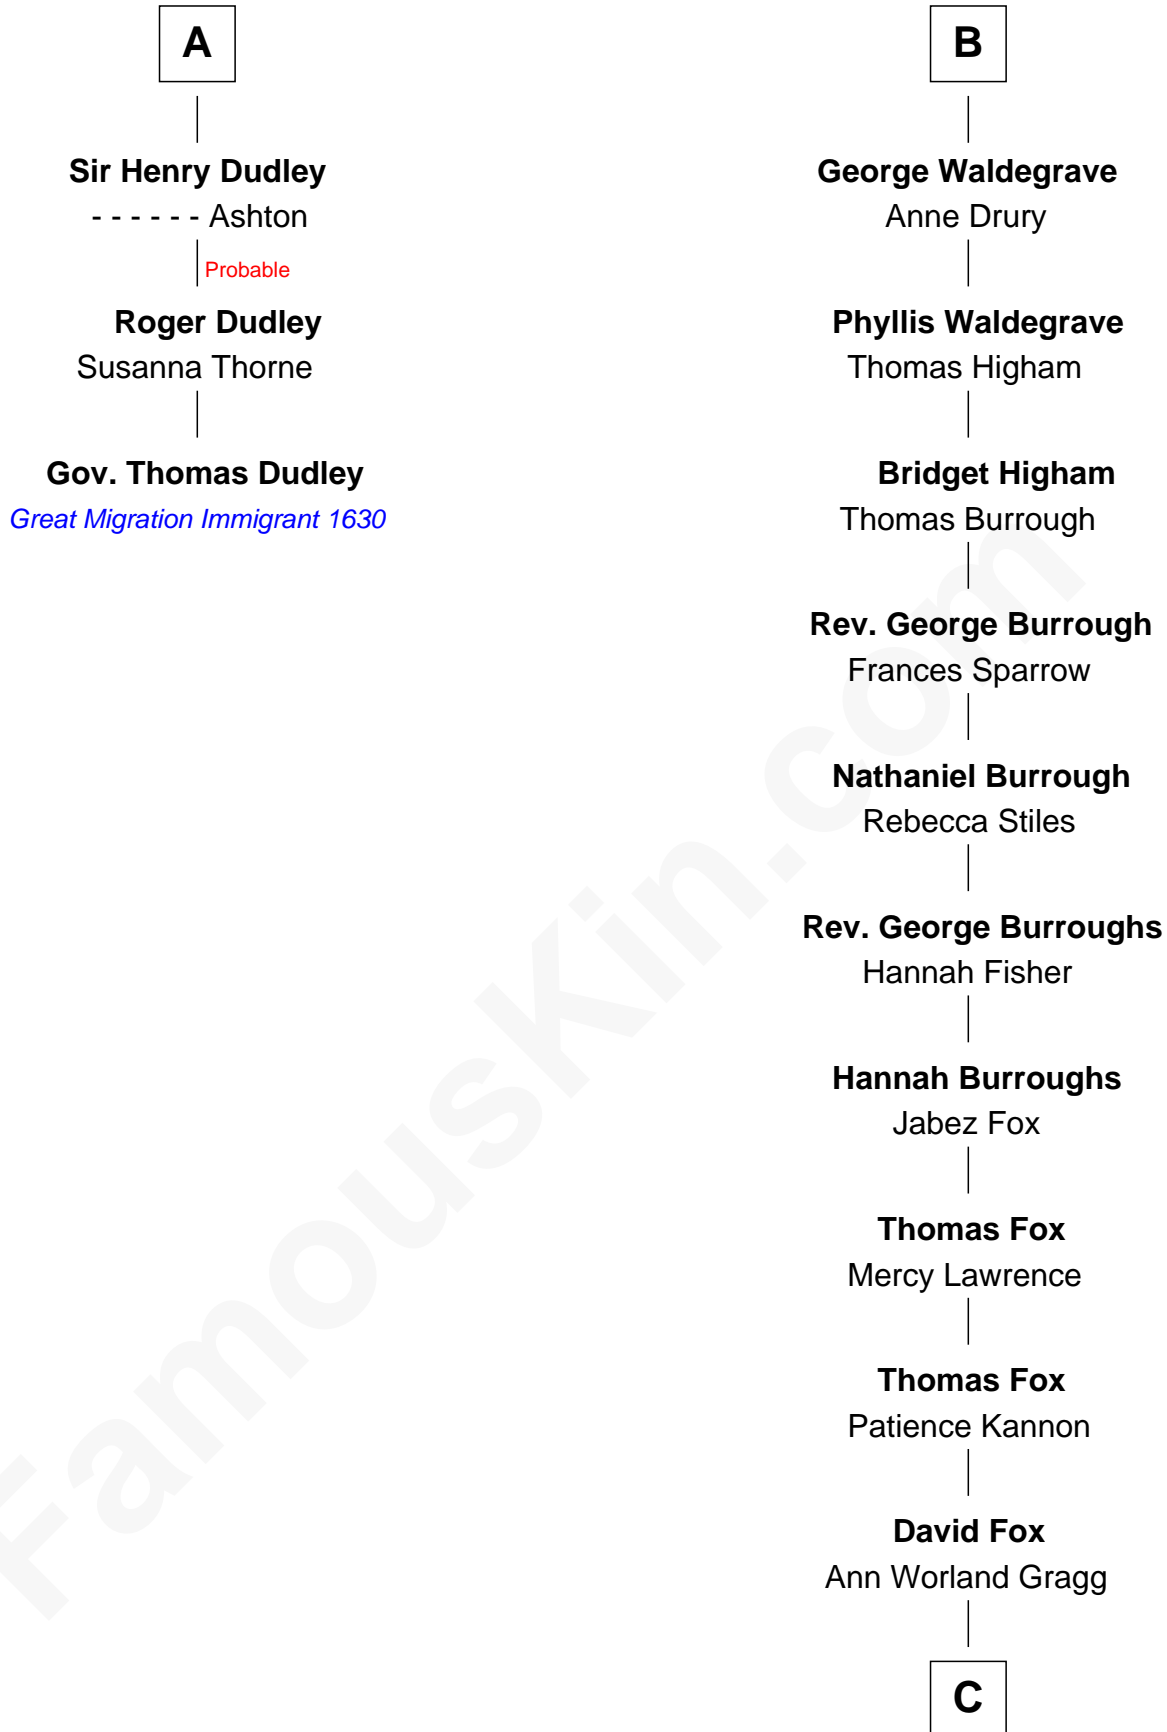 A
Sir Henry Dudley
- - - - - - Ashton
Probable
Roger Dudley
Susanna Thorne
Gov. Thomas Dudley
Great Migration Immigrant 1630
B
George Waldegrave
Anne Drury
Phyllis Waldegrave
Thomas Higham
Bridget Higham
Thomas Burrough
Rev. George Burrough
Frances Sparrow
Nathaniel Burrough
Rebecca Stiles
Rev. George Burroughs
Hannah Fisher
Hannah Burroughs
Jabez Fox
Thomas Fox
Mercy Lawrence
Thomas Fox
Patience Kannon
David Fox
Ann Worland Gragg
C
FamousKin.com